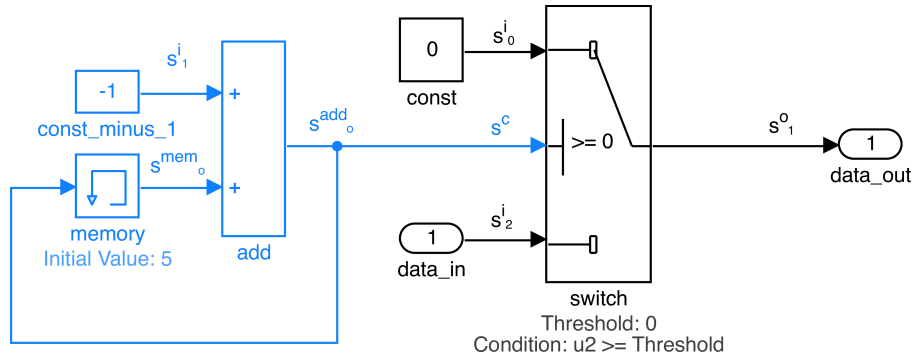 s^i_1
-1
const_minus_1
+
s^mem_o
+
memory
Initial Value: 5
add
s^add_o
s^c
0
const
s^i_0
>= 0
1
data_in
s^i_2
switch
Threshold: 0
Condition: u2 >= Threshold
s^o_1
1
data_out